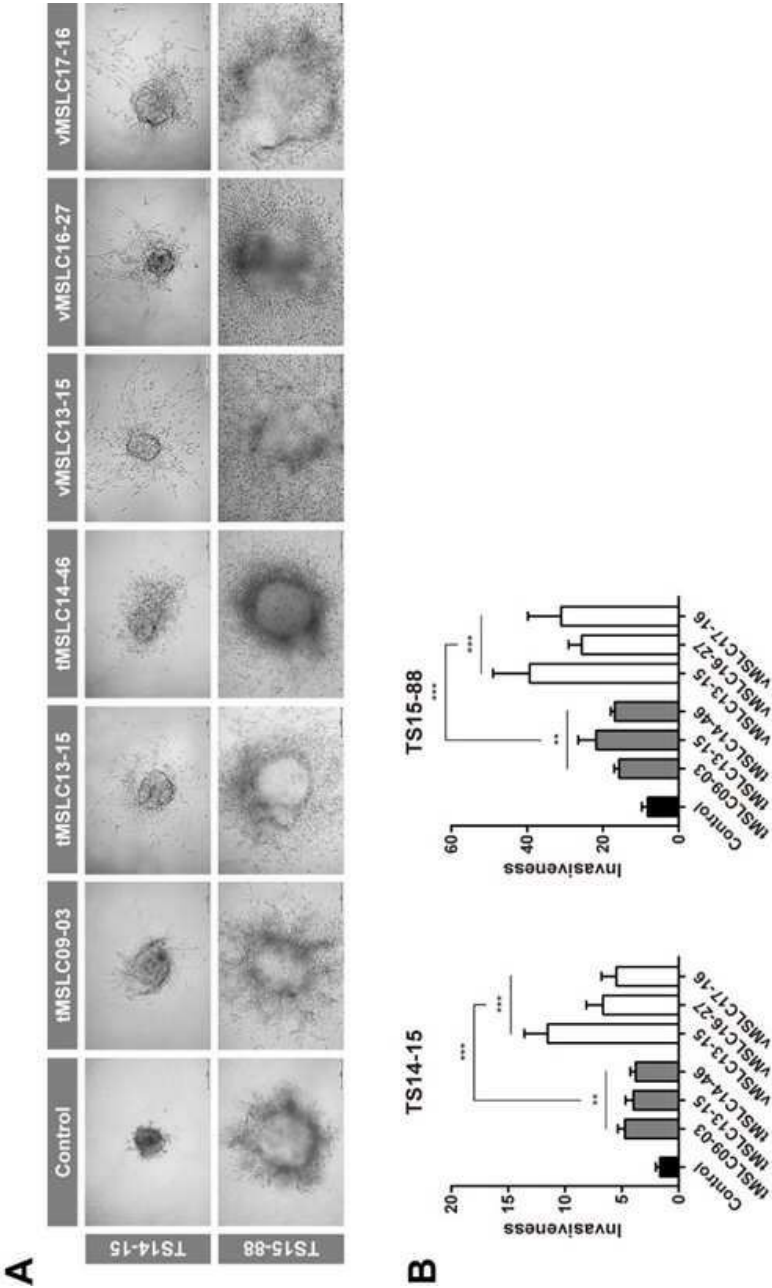 A
Control
tMSLC09-03
tMSLC13-15
tMSLC14-46
vMSLC13-15
vMSLC16-27
vMSLC17-16
TS14-15
TS15-88
B
TS14-15
Invasiveness
20
15
10
5
0
Control
tMSLC09-03
tMSLC13-15
tMSLC14-46
vMSLC13-15
vMSLC16-27
vMSLC17-16
**
***
***
TS15-88
Invasiveness
60
40
20
0
Control
tMSLC09-03
tMSLC13-15
tMSLC14-46
vMSLC13-15
vMSLC16-27
vMSLC17-16
**
***
***